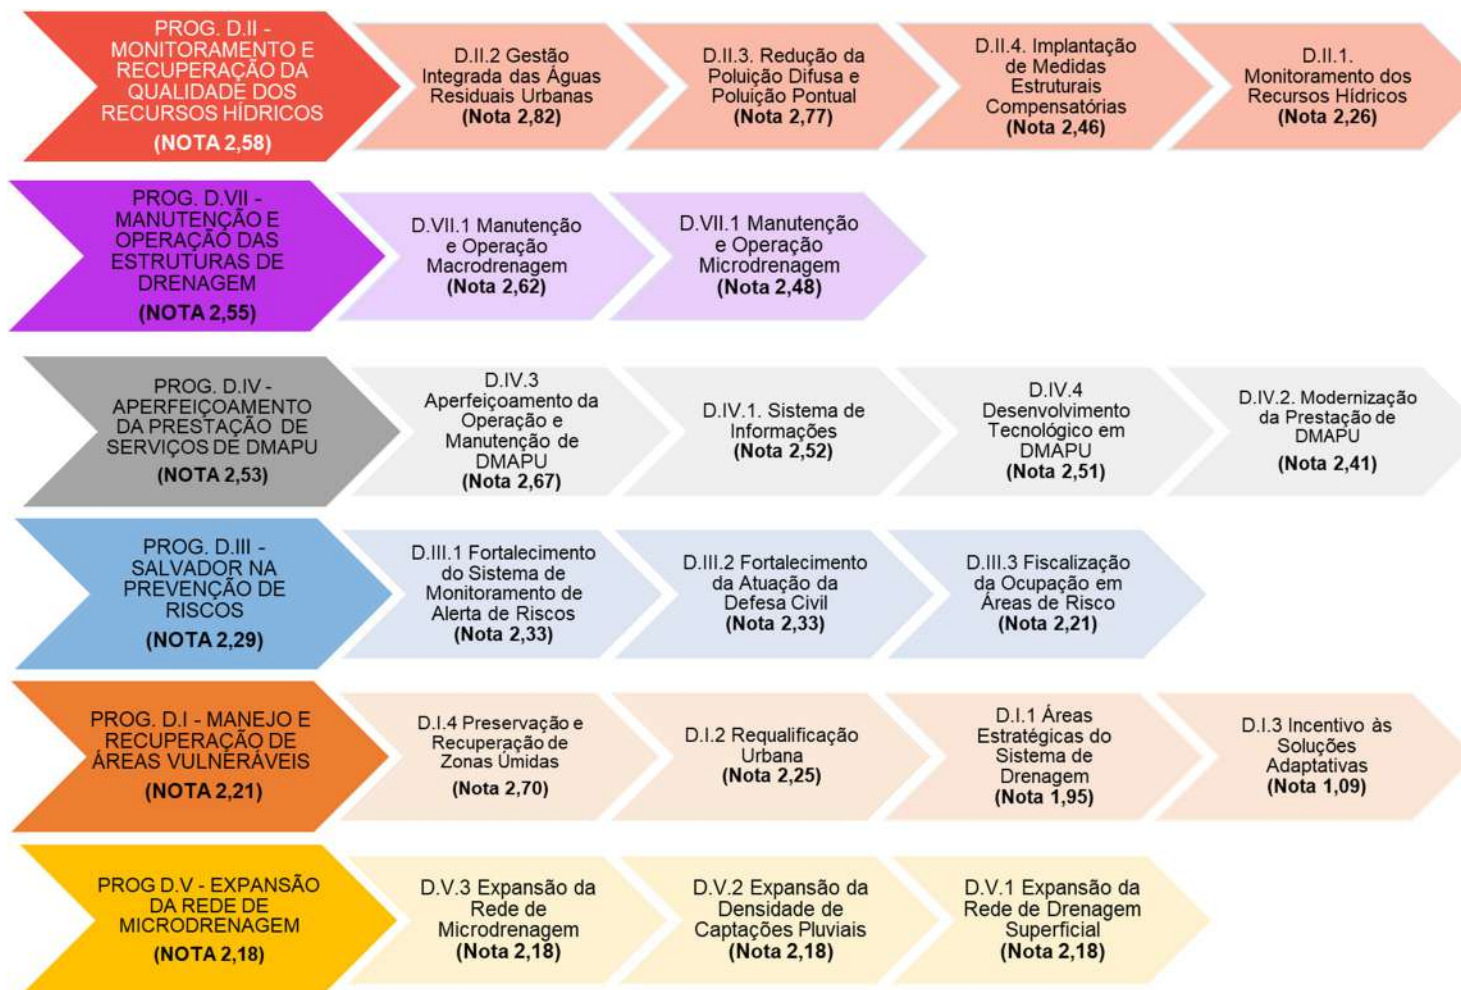 PROG. D.II -
MONITORAMENTO E
RECUPERAÇÃO DA
QUALIDADE DOS
RECURSOS HÍDRICOS
(NOTA 2,58)
D.II.2 Gestão
Integrada das Águas
Residuais Urbanas
(Nota 2,82)
D.II.3. Redução da
Poluição Difusa e
Poluição Pontual
(Nota 2,77)
D.II.4. Implantação
de Medidas
Estruturais
Compensatórias
(Nota 2,46)
D.II.1.
Monitoramento dos
Recursos Hídricos
(Nota 2,26)
PROG. D.VII -
MANUTENÇÃO E
OPERAÇÃO DAS
ESTRUTURAS DE
DRENAGEM
(NOTA 2,55)
D.VII.1 Manutenção
e Operação
Macrodrenagem
(Nota 2,62)
D.VII.1 Manutenção
e Operação
Microdrenagem
(Nota 2,48)
PROG. D.IV -
APERFEIÇOAMENTO
DA PRESTAÇÃO DE
SERVIÇOS DE DMAPU
(NOTA 2,53)
D.IV.3
Aperfeiçoamento da
Operação e
Manutenção de
DMAPU
(Nota 2,67)
D.IV.1. Sistema de
Informações
(Nota 2,52)
D.IV.4
Desenvolvimento
Tecnológico em
DMAPU
(Nota 2,51)
D.IV.2. Modernização
da Prestação de
DMAPU
(Nota 2,41)
PROG. D.III -
SALVADOR NA
PREVENÇÃO DE
RISCOS
(NOTA 2,29)
D.III.1 Fortalecimento
do Sistema de
Monitoramento de
Alerta de Riscos
(Nota 2,33)
D.III.2 Fortalecimento
da Atuação da
Defesa Civil
(Nota 2,33)
D.III.3 Fiscalização
da Ocupação em
Áreas de Risco
(Nota 2,21)
PROG. D.I - MANEJO E
RECUPERAÇÃO DE
ÁREAS VULNERÁVEIS
(NOTA 2,21)
D.I.4 Preservação e
Recuperação de
Zonas Úmidas
(Nota 2,70)
D.I.2 Requalificação
Urbana
(Nota 2,25)
D.I.1 Áreas
Estratégicas do
Sistema de
Drenagem
(Nota 1,95)
D.I.3 Incentivo às
Soluções
Adaptativas
(Nota 1,09)
PROG D.V - EXPANSÃO
DA REDE DE
MICRODRENAGEM
(NOTA 2,18)
D.V.3 Expansão da
Rede de
Microdrenagem
(Nota 2,18)
D.V.2 Expansão da
Densidade de
Captações Pluviais
(Nota 2,18)
D.V.1 Expansão da
Rede de Drenagem
Superficial
(Nota 2,18)